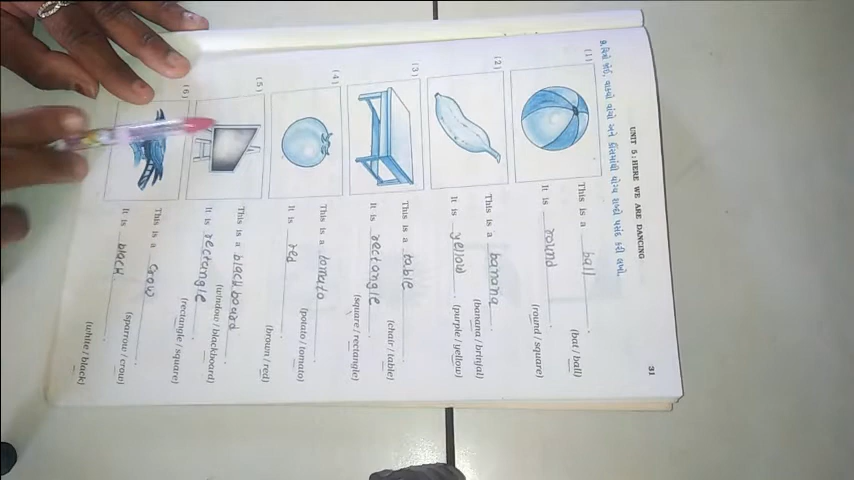 31
UNIT 5 : HERE WE ARE DANCING
(1) This is a ball.
(bat / ball)
It is round.
(round / square)
(2) This is a banana.
(banana / brinjal)
It is yellow.
(purple / yellow)
(3) This is a table.
(chair / table)
It is rectangle.
(square / rectangle)
(4) This is a tomato.
(potato / tomato)
It is red.
(brown / red)
(5) This is a blackboard.
(window / blackboard)
It is rectengle
(rectangle / square)
(6) This is a crow
(sparrow / crow)
It is black.
(white / black)